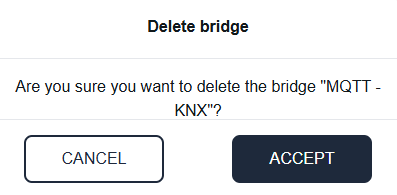 Delete bridge
Are you sure you want to delete the bridge "MQTT -
KNX"?
CANCEL
ACCEPT